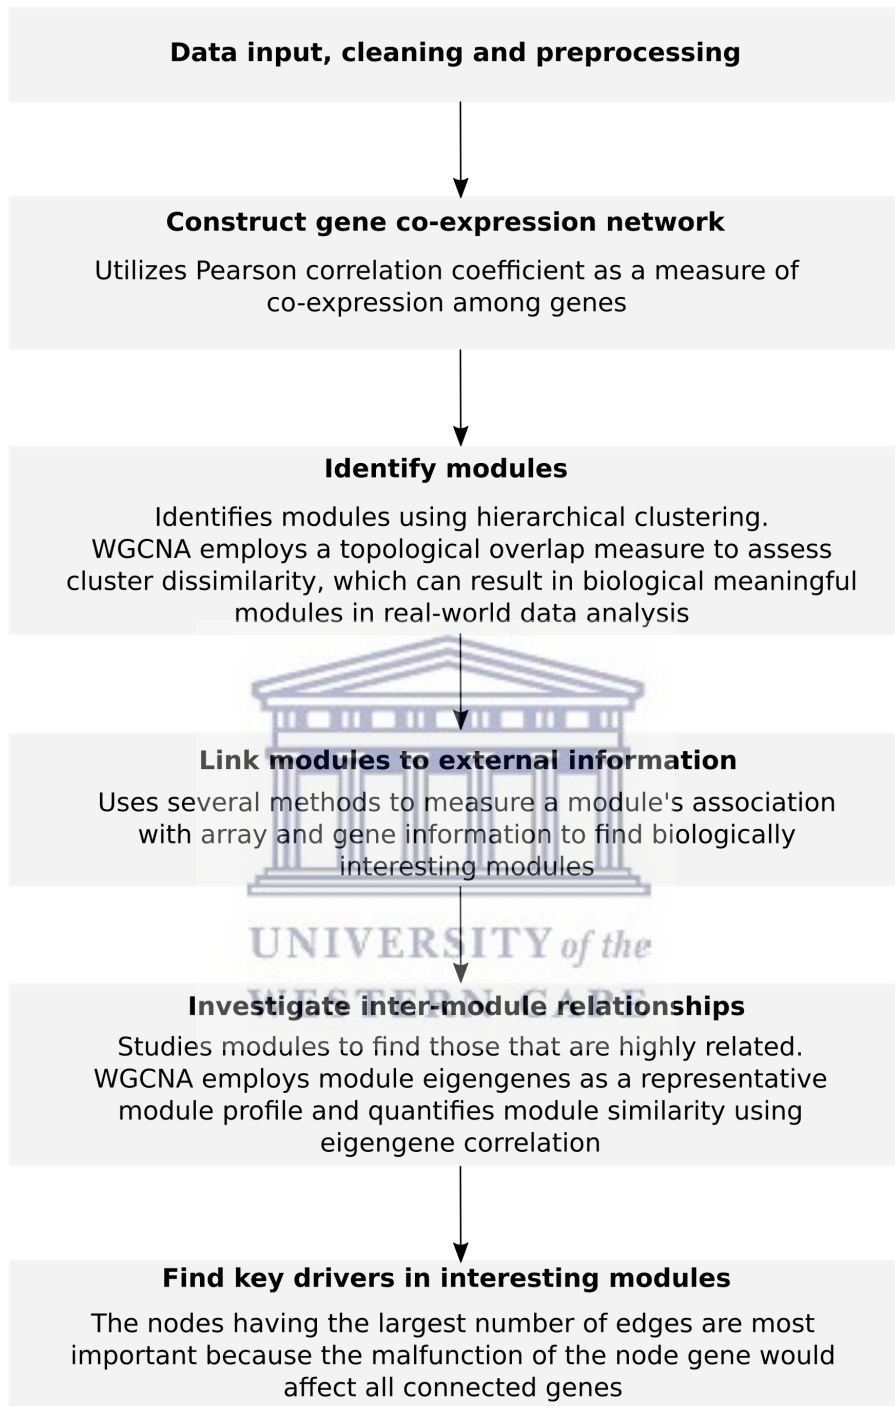 Data input, cleaning and preprocessing
Construct gene co-expression network
Utilizes Pearson correlation coefficient as a measure of
co-expression among genes
Identify modules
Identifies modules using hierarchical clustering.
WGCNA employs a topological overlap measure to assess
cluster dissimilarity, which can result in biological meaningful
modules in real-world data analysis
Link modules to external information
Uses several methods to measure a module's association
with array and gene information to find biologically
interesting modules
UNIVERSITY of the
WESTERN CAPE
Investigate inter-module relationships
Studies modules to find those that are highly related.
WGCNA employs module eigengenes as a representative
module profile and quantifies module similarity using
eigengene correlation
Find key drivers in interesting modules
The nodes having the largest number of edges are most
important because the malfunction of the node gene would
affect all connected genes